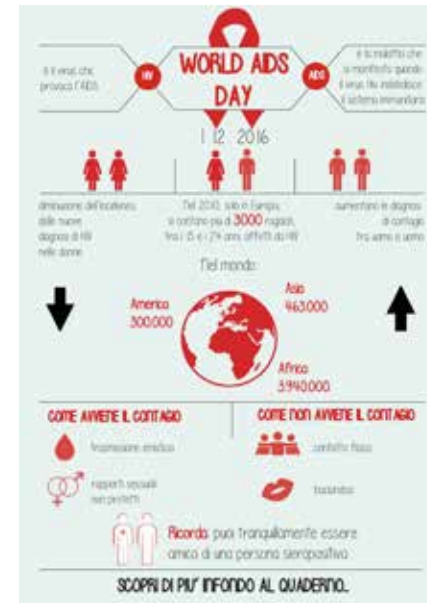 WORLD AIDS
DAY
HIV
è il virus che
provoca l'AIDS
AIDS
è la malattia che
si manifesta quando
il virus HIV indebolisce
il sistema immunitario
1 12 2016
diminuzione dell'incidenza
delle nuove
diagnosi di HIV
nelle donne
Nel 2010, solo in Europa,
si contano più di 3000 ragazzi,
tra i 15 e i 24 anni, affetti da HIV
aumentano le diagnosi
di contagio
tra uomo e uomo
Nel mondo:
America
300.000
Asia
463.000
Africa
3.940.000
COME AVVIENE IL CONTAGIO
trasmissione ematica
rapporti sessuali
non protetti
COME NON AVVIENE IL CONTAGIO
contatto fisico
Ricorda: puoi tranquillamente essere
amico di una persona sieropositiva
SCOPRI DI PIU' INFONDO AL QUADERNO...